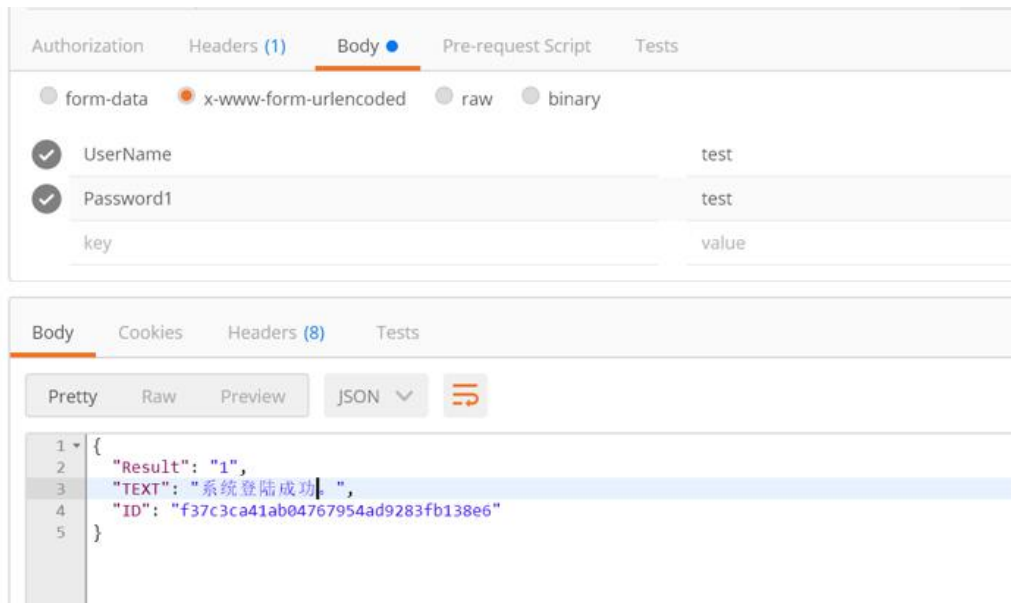 Authorization Headers (1) Body Pre-request Script Tests
form-data x-www-form-urlencoded raw binary
UserName test
Password1 test
key value
Body Cookies Headers (8) Tests
Pretty Raw Preview JSON
1 {
2 "Result": "1",
3 "TEXT": "系统登陆成功。",
4 "ID": "f37c3ca41ab04767954ad9283fb138e6"
5 }